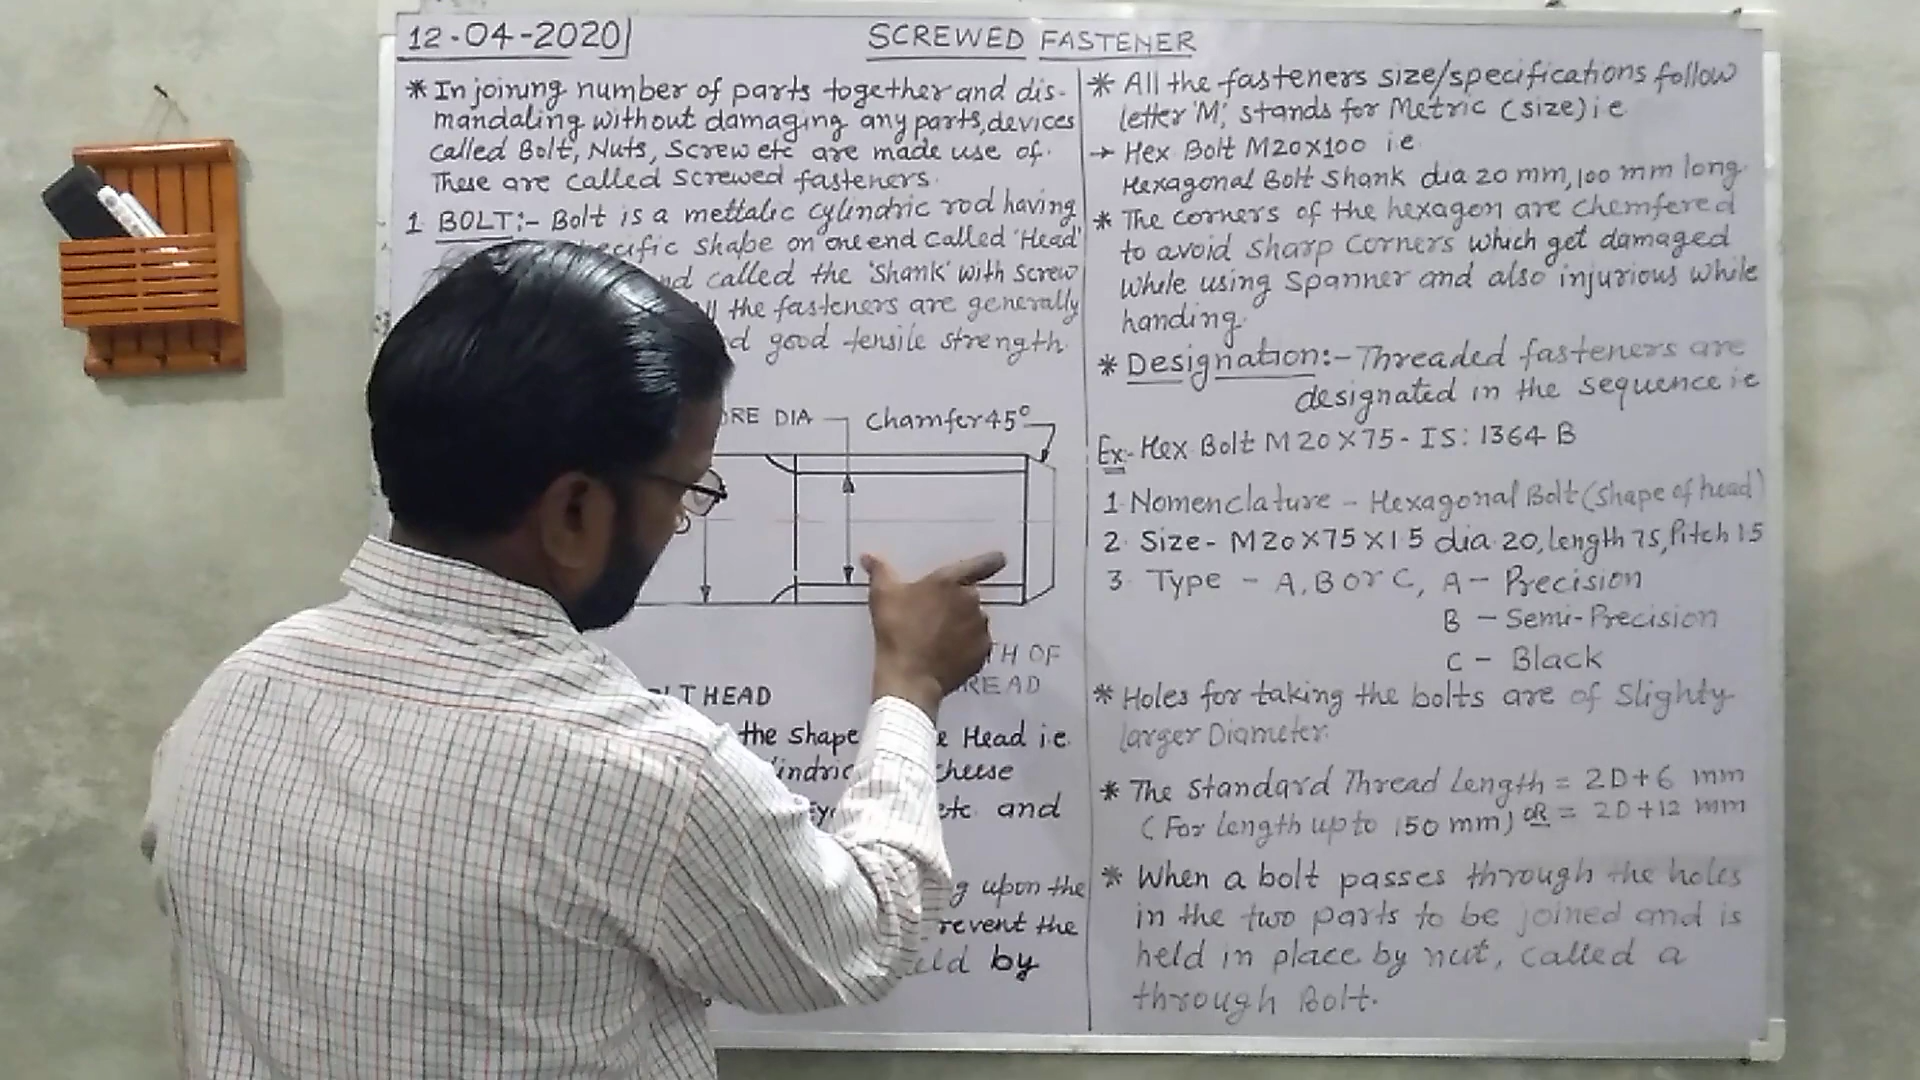 12-04-2020
SCREWED FASTENER
* In joining number of parts together and dis-
mandaling without damaging any parts, devices
called Bolt, Nuts, Screw etc are made use of.
These are called screwed fasteners.
1. BOLT:- Bolt is a mettalic cylindric rod having
shape on one end called 'Head'
called the 'Shank' with screw
the fasteners are generally
good tensile strength.
DIA
Chamfer 45°
OF
HEAD
the shape Head i.e.
cheese
etc. and
upon the
the
by
* All the fasteners size/specifications follow
letter 'M', stands for Metric (size) i e
→ Hex Bolt M20x100 i.e
Hexagonal Bolt Shank dia 20 mm, 100 mm long.
* The corners of the hexagon are chemfered
to avoid sharp corners which get damaged
while using spanner and also injurious while
handing.
* Designation:- Threaded fasteners are
designated in the sequence i e
Ex:- Hex Bolt M20X75- IS: 1364 B
1. Nomenclature - Hexagonal Bolt (shape of head)
2. Size - M20X75X1.5 dia. 20, length 75, Pitch 1.5
3. Type - A, B or C, A - Precision
B - Semi-Precision
C - Black
* Holes for taking the bolts are of slighty
larger Diameter.
* The Standard Thread Length = 2D+6 mm
(For length up to 150 mm) OR = 2D+12 mm
* When a bolt passes through the holes
in the two parts to be joined and is
held in place by nut, called a
through Bolt.